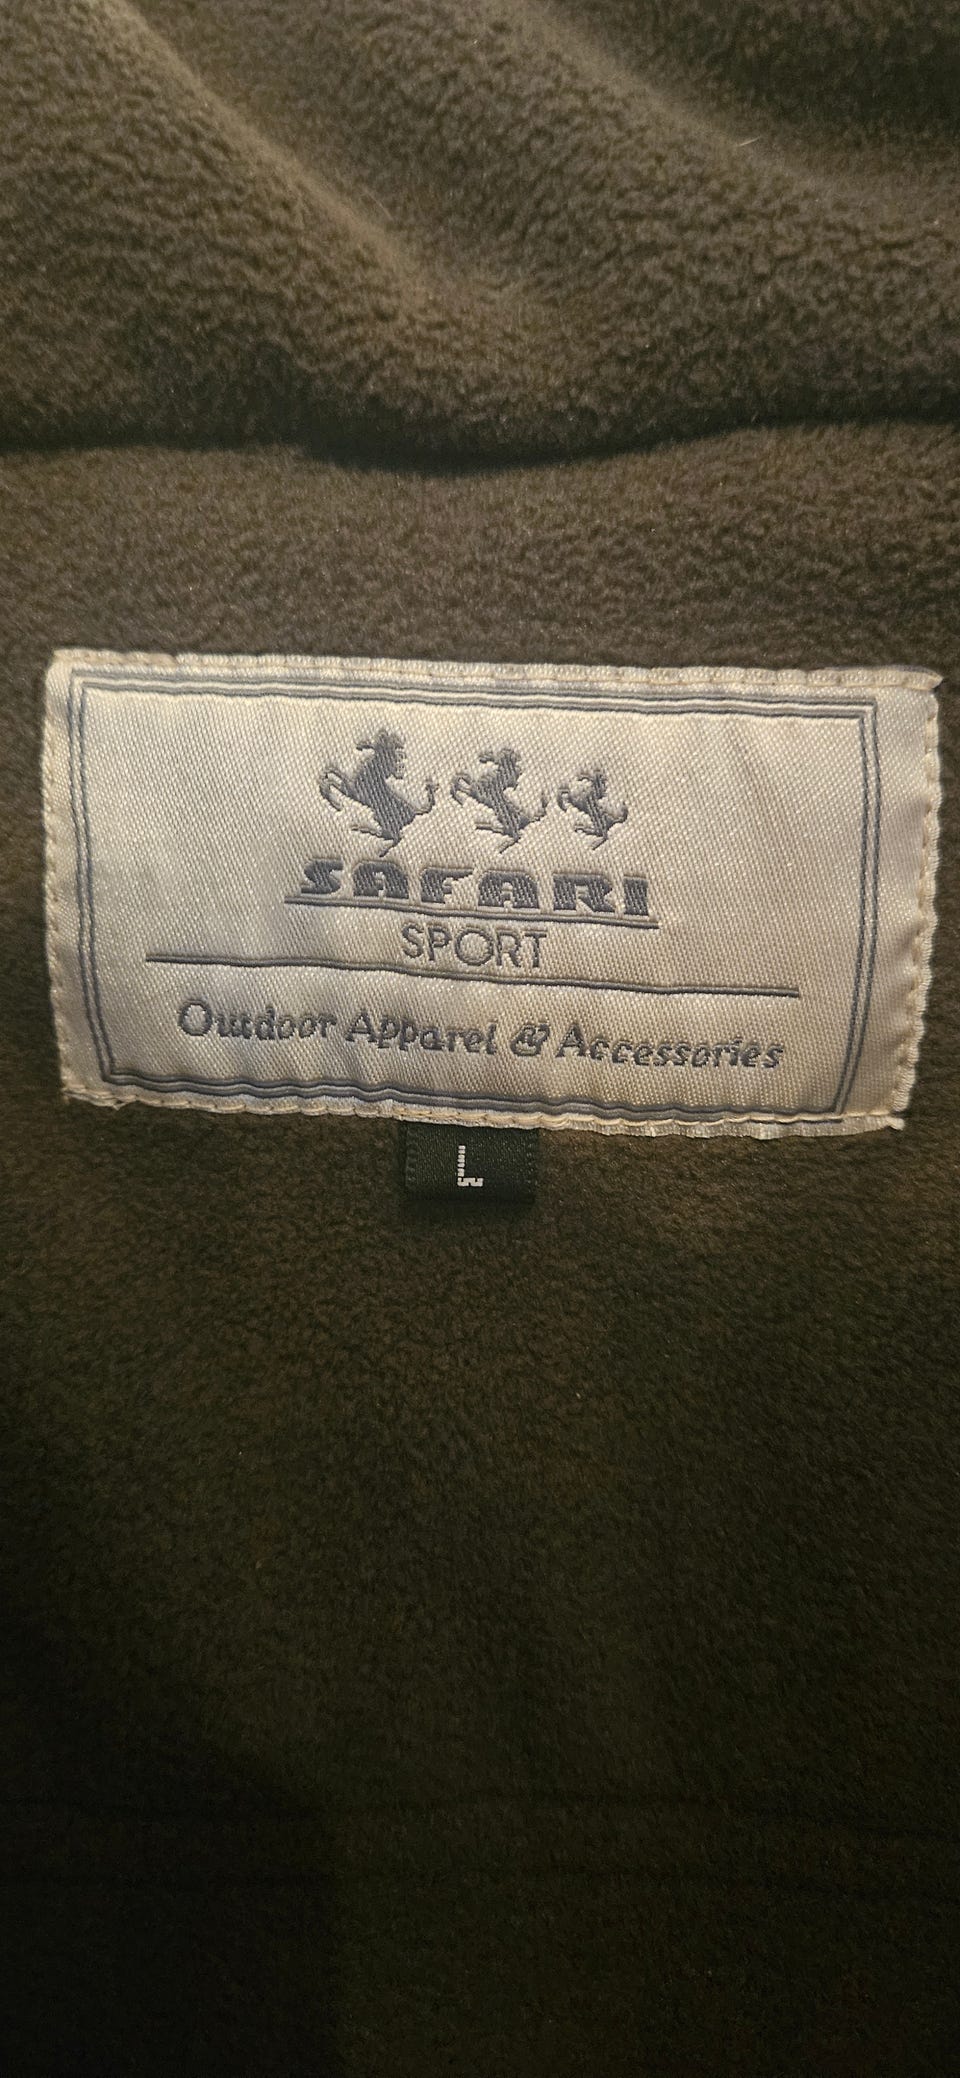 SAFARI
SPORT
Outdoor Apparel & Accessories
L